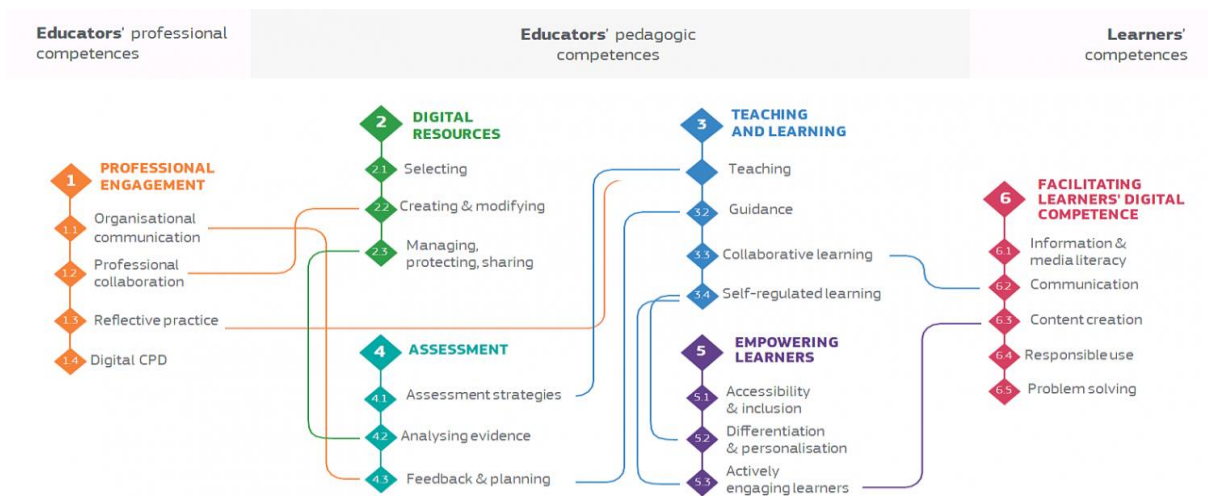 Educators' professional
competences
Educators' pedagogic
competences
Learners'
competences
1
PROFESSIONAL
ENGAGEMENT
1.1
Organisational
communication
1.2
Professional
collaboration
1.3
Reflective practice
1.4
Digital CPD
2
DIGITAL
RESOURCES
2.1
Selecting
2.2
Creating & modifying
2.3
Managing,
protecting, sharing
4
ASSESSMENT
4.1
Assessment strategies
4.2
Analysing evidence
4.3
Feedback & planning
3
TEACHING
AND LEARNING
Teaching
3.2
Guidance
3.3
Collaborative learning
3.4
Self-regulated learning
5
EMPOWERING
LEARNERS
5.1
Accessibility
& inclusion
5.2
Differentiation
& personalisation
5.3
Actively
engaging learners
6
FACILITATING
LEARNERS' DIGITAL
COMPETENCE
6.1
Information &
media literacy
6.2
Communication
6.3
Content creation
6.4
Responsible use
6.5
Problem solving